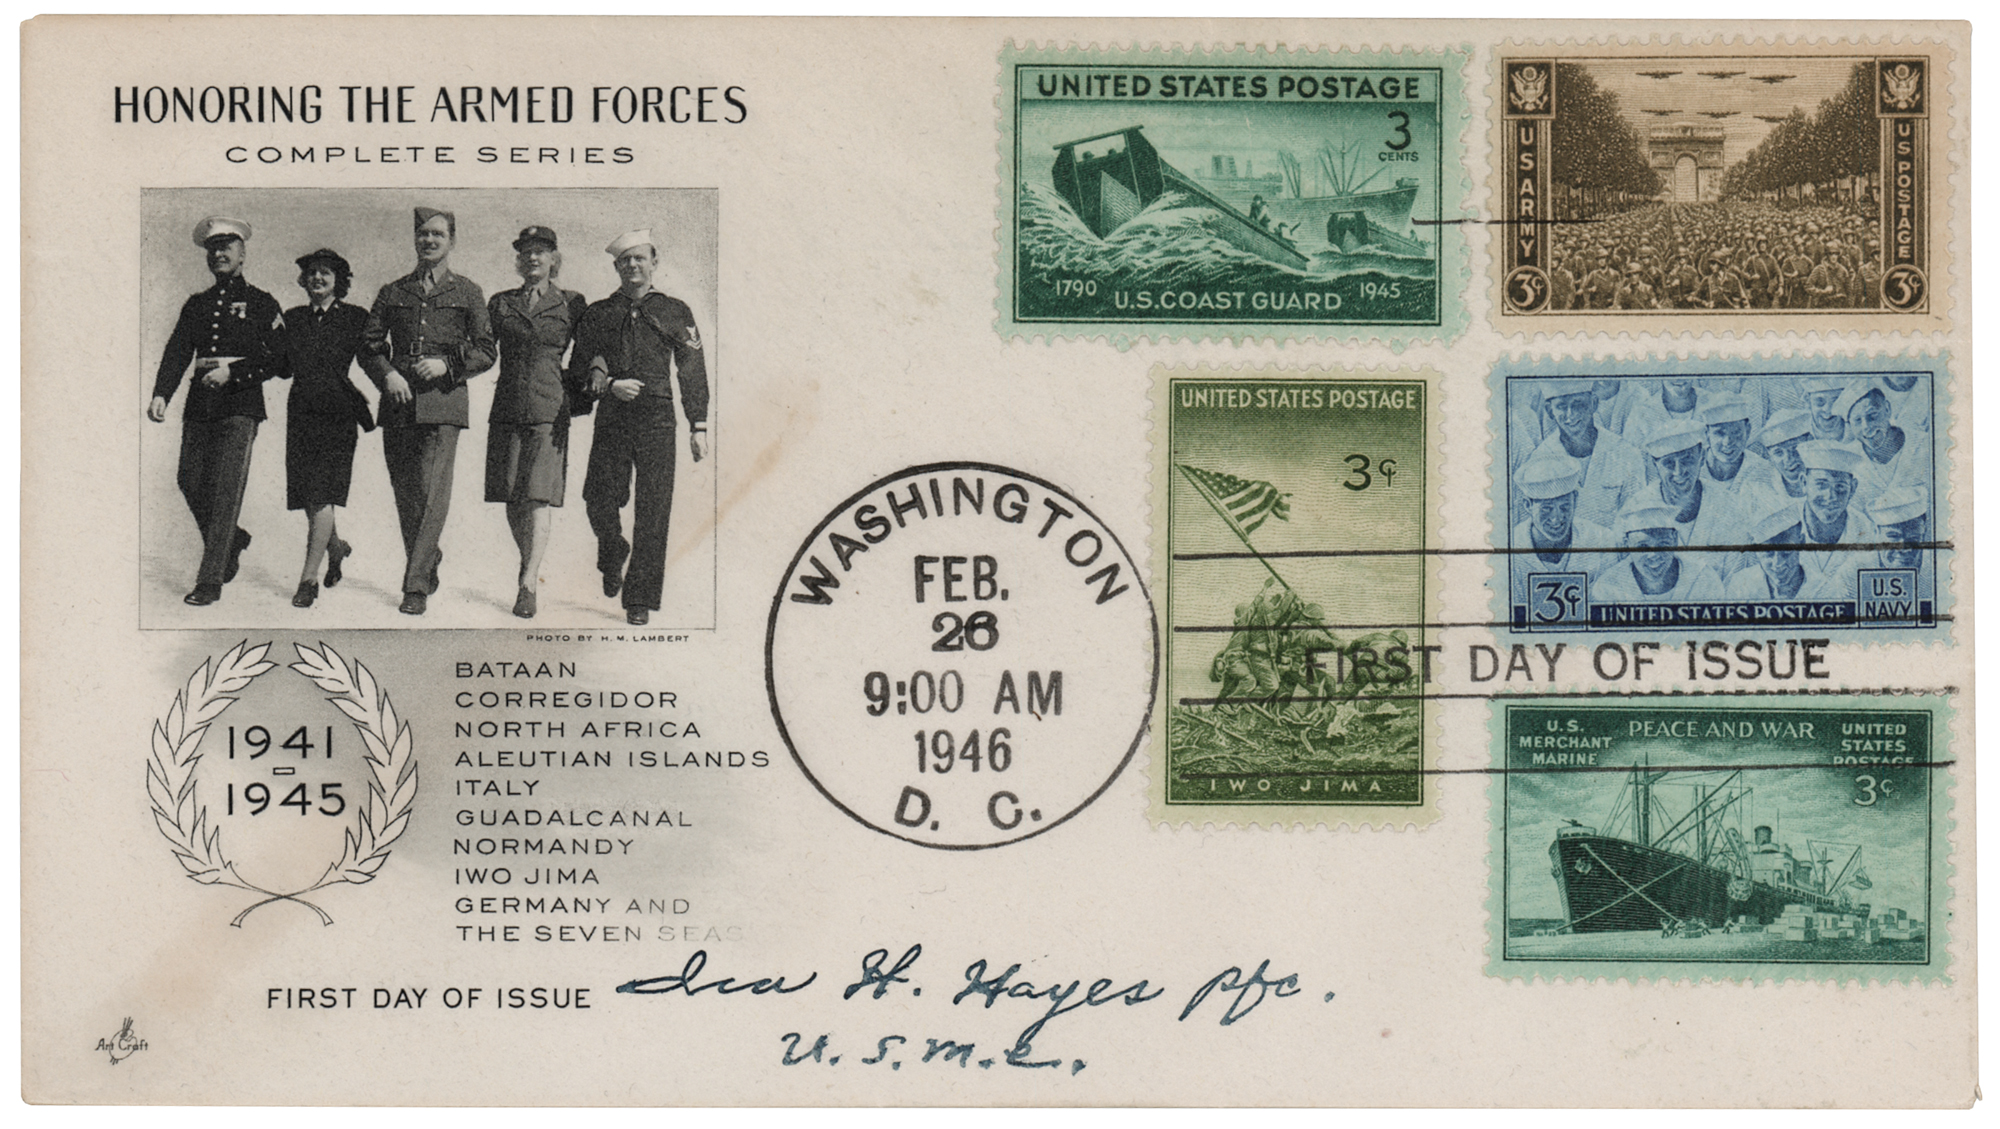 HONORING THE ARMED FORCES
COMPLETE SERIES
PHOTO BY H. M. LAMBERT
1941
-
1945
BATAAN
CORREGIDOR
NORTH AFRICA
ALEUTIAN ISLANDS
ITALY
GUADALCANAL
NORMANDY
IWO JIMA
GERMANY AND
THE SEVEN SEAS
FIRST DAY OF ISSUE
Ira H. Hayes Pfc.
U.S.M.C.
Art Craft
WASHINGTON
FEB.
26
9:00 AM
1946
D. C.
UNITED STATES POSTAGE
3
CENTS
1790 U.S. COAST GUARD 1945
U S ARMY
3¢
U S POSTAGE
3¢
UNITED STATES POSTAGE
3¢
IWO JIMA
3¢
UNITED STATES POSTAGE
U.S.
NAVY
FIRST DAY OF ISSUE
U.S.
MERCHANT
MARINE
PEACE AND WAR
UNITED
STATES
POSTAGE
3¢